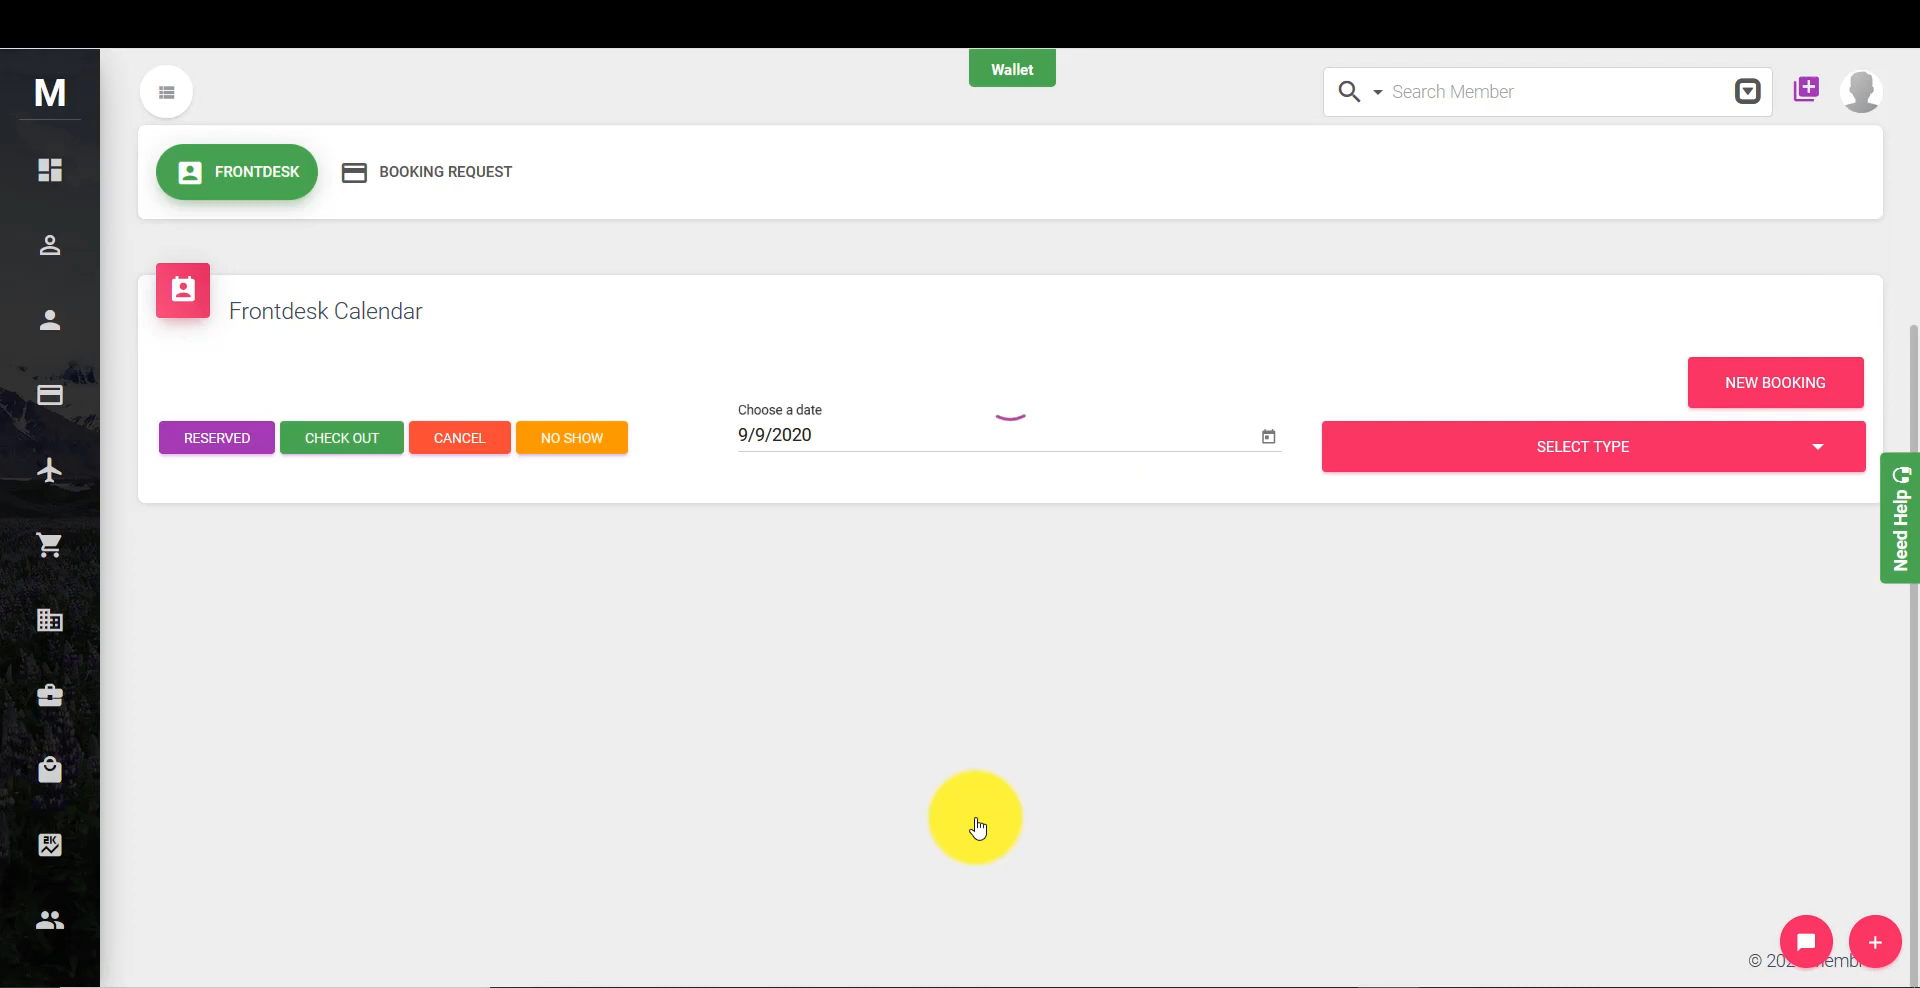 M
Wallet
Search Member
FRONTDESK
BOOKING REQUEST
Frontdesk Calendar
NEW BOOKING
Choose a date
9/9/2020
RESERVED
CHECK OUT
CANCEL
NO SHOW
SELECT TYPE
Need Help
2K
©